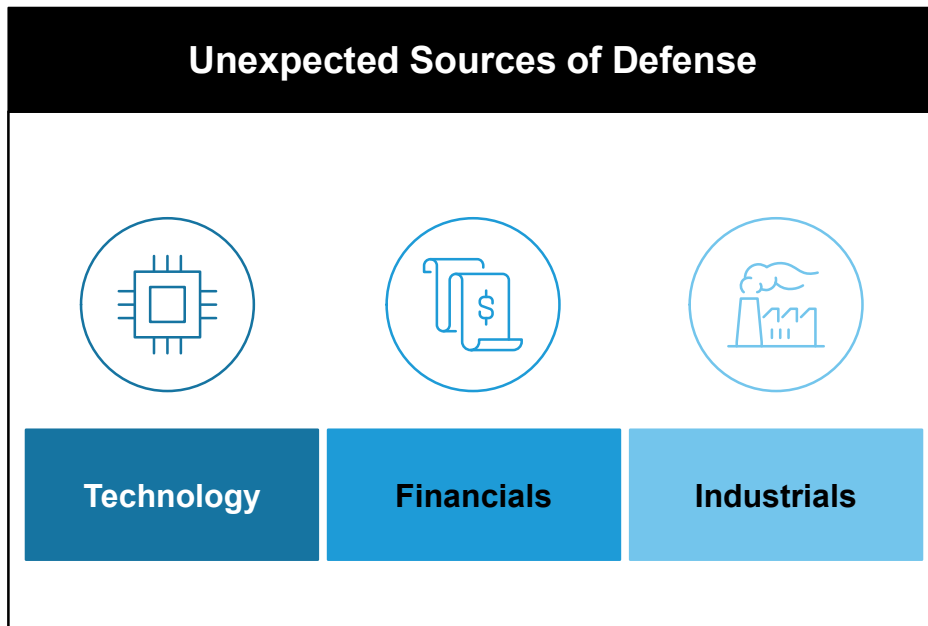 Unexpected Sources of Defense
$
Technology
Financials
Industrials